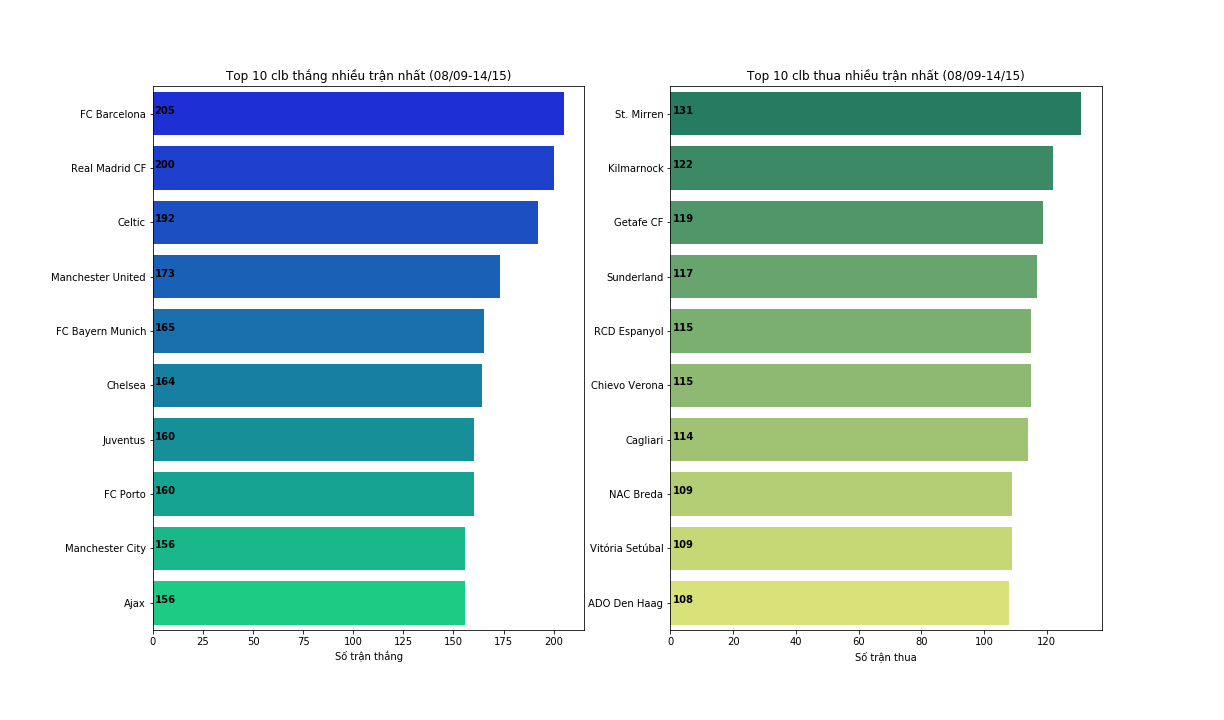 Top 10 clb thắng nhiều trận nhất (08/09-14/15)
FC Barcelona 205
Real Madrid CF 200
Celtic 192
Manchester United 173
FC Bayern Munich 165
Chelsea 164
Juventus 160
FC Porto 160
Manchester City 156
Ajax 156
0 25 50 75 100 125 150 175 200
Số trận thắng
Top 10 clb thua nhiều trận nhất (08/09-14/15)
St. Mirren 131
Kilmarnock 122
Getafe CF 119
Sunderland 117
RCD Espanyol 115
Chievo Verona 115
Cagliari 114
NAC Breda 109
Vitória Setúbal 109
ADO Den Haag 108
0 20 40 60 80 100 120
Số trận thua